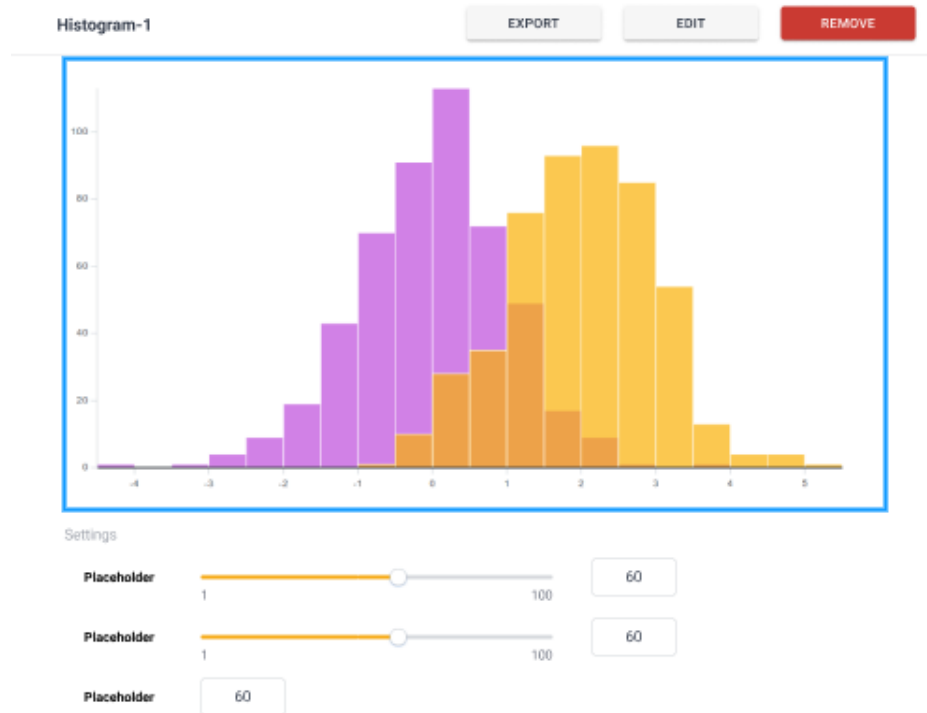 Histogram-1 EXPORT EDIT REMOVE
100
80
60
40
20
0
-4 -3 -2 -1 0 1 2 3 4 5
Settings
Placeholder 60
1 100
Placeholder 60
1 100
Placeholder 60